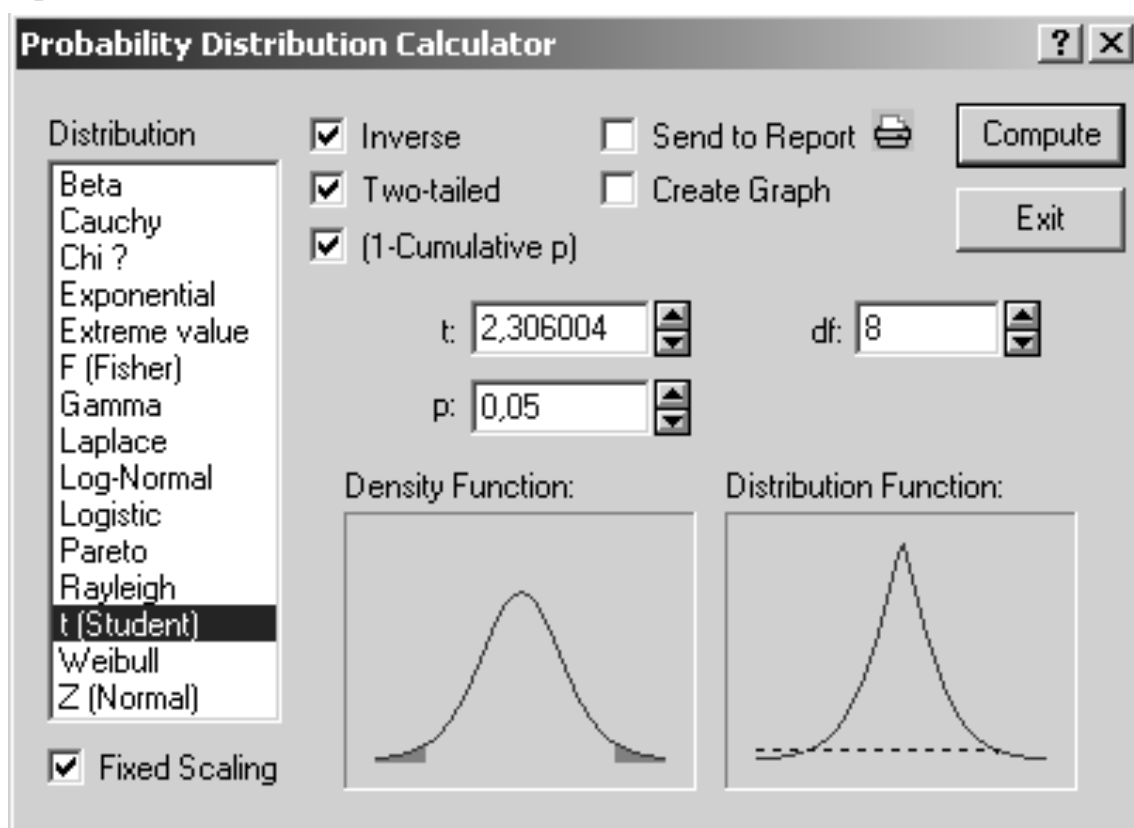 Probability Distribution Calculator
Distribution
Beta
Cauchy
Chi ?
Exponential
Extreme value
F (Fisher)
Gamma
Laplace
Log-Normal
Logistic
Pareto
Rayleigh
t (Student)
Weibull
Z (Normal)
Fixed Scaling
Inverse
Two-tailed
(1-Cumulative p)
Send to Report
Create Graph
Compute
Exit
t: 2,306004
df: 8
p: 0,05
Density Function:
Distribution Function: